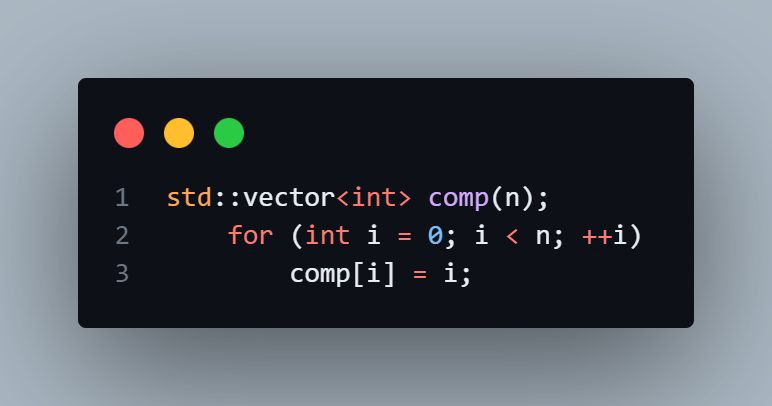 1 std::vector<int> comp(n);
2     for (int i = 0; i < n; ++i)
3         comp[i] = i;